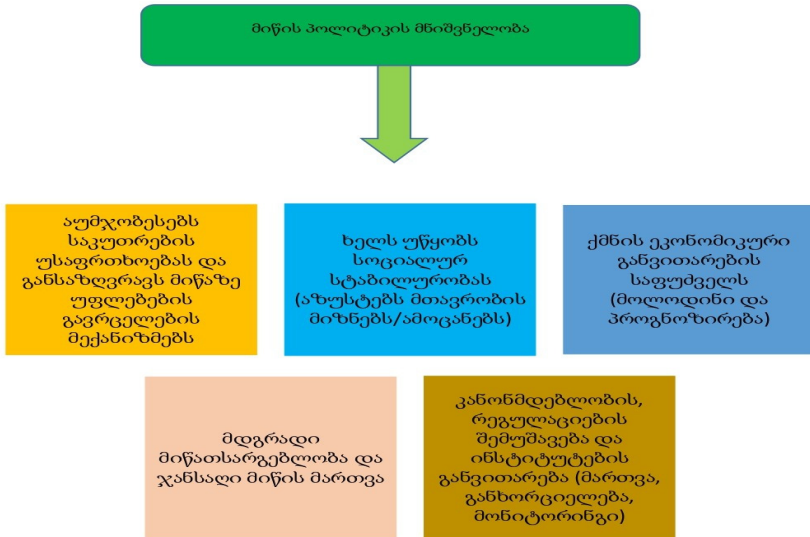 მიწის პოლიტიკის მნიშვნელობა
აუმჯობესებს
საკუთრების
უსაფრთხოებას და
განსაზღვრავს მიწაზე
უფლებების
გავრცელების
მექანიზმებს
ხელს უწყობს
სოციალურ
სტაბილურობას
(აზუსტებს მთავრობის
მიზნებს/ამოცანებს)
ქმნის ეკონომიკური
განვითარების
საფუძველს
(მოლოდინი და
პროგნოზირება)
მდგრადი
მიწათსარგებლობა და
ჯანსაღი მიწის მართვა
კანონმდებლობის,
რეგულაციების
შემუშავება და
ინსტიტუტების
განვითარება (მართვა,
განხორციელება,
მონიტორინგი)